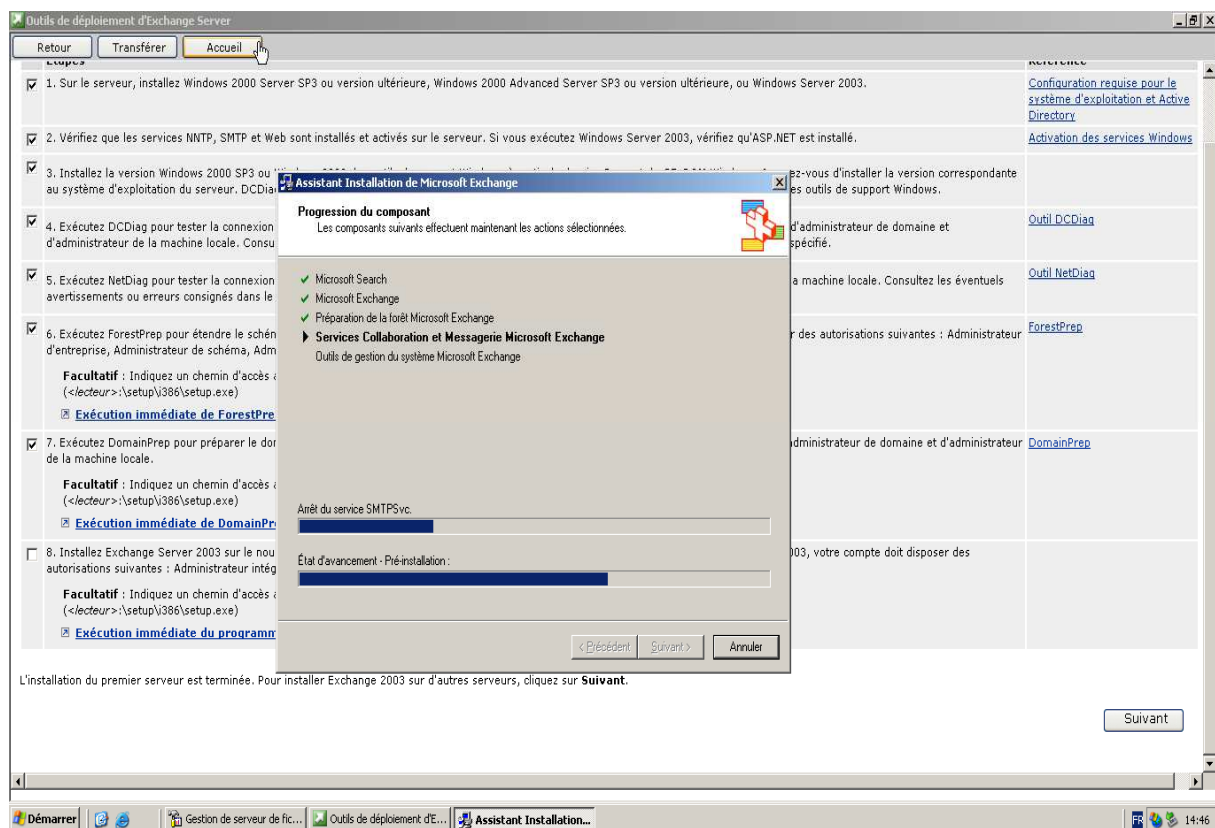 Outils de déploiement d'Exchange Server
Retour Transférer Accueil
Etapes Référence
1. Sur le serveur, installez Windows 2000 Server SP3 ou version ultérieure, Windows 2000 Advanced Server SP3 ou version ultérieure, ou Windows Server 2003.
Configuration requise pour le
système d'exploitation et Active
Directory
2. Vérifiez que les services NNTP, SMTP et Web sont installés et activés sur le serveur. Si vous exécutez Windows Server 2003, vérifiez qu'ASP.NET est installé.
Activation des services Windows
3. Installez la version Windows 2000 SP3 ou
ez-vous d'installer la version correspondante
au système d'exploitation du serveur. DCDia
es outils de support Windows.
4. Exécutez DCDiag pour tester la connexion
d'administrateur de domaine et
Outil DCDiag
d'administrateur de la machine locale. Consu
spécifié.
5. Exécutez NetDiag pour tester la connexion
a machine locale. Consultez les éventuels
Outil NetDiag
avertissements ou erreurs consignés dans le
6. Exécutez ForestPrep pour étendre le schén
r des autorisations suivantes : Administrateur
ForestPrep
d'entreprise, Administrateur de schéma, Adm
Facultatif : Indiquez un chemin d'accès
(<lecteur>:\setup\i386\setup.exe)
Exécution immédiate de ForestPre
7. Exécutez DomainPrep pour préparer le dor
administrateur de domaine et d'administrateur
DomainPrep
de la machine locale.
Facultatif : Indiquez un chemin d'accès
(<lecteur>:\setup\i386\setup.exe)
Exécution immédiate de DomainPr
8. Installez Exchange Server 2003 sur le nou
003, votre compte doit disposer des
autorisations suivantes : Administrateur intég
Facultatif : Indiquez un chemin d'accès
(<lecteur>:\setup\i386\setup.exe)
Exécution immédiate du programm
Assistant Installation de Microsoft Exchange
Progression du composant
Les composants suivants effectuent maintenant les actions sélectionnées.
Microsoft Search
Microsoft Exchange
Préparation de la forêt Microsoft Exchange
Services Collaboration et Messagerie Microsoft Exchange
Outils de gestion du système Microsoft Exchange
Arrêt du service SMTPSvc.
État d'avancement - Pré-installation :
< Précédent Suivant > Annuler
L'installation du premier serveur est terminée. Pour installer Exchange 2003 sur d'autres serveurs, cliquez sur Suivant.
Suivant
Démarrer Gestion de serveur de fic... Outils de déploiement d'E... Assistant Installation... FR 14:46